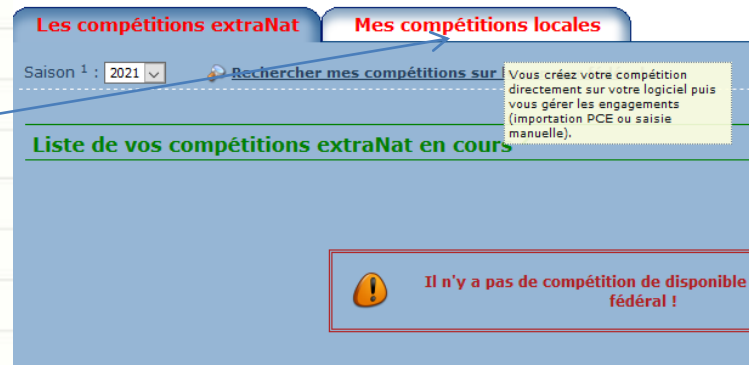 Les compétitions extraNat
Mes compétitions locales
Saison 1 : 2021
Rechercher mes compétitions sur
Vous créez votre compétition
directement sur votre logiciel puis
vous gérer les engagements
(importation PCE ou saisie
manuelle).
Liste de vos compétitions extraNat en cours
Il n'y a pas de compétition de disponible
fédéral !